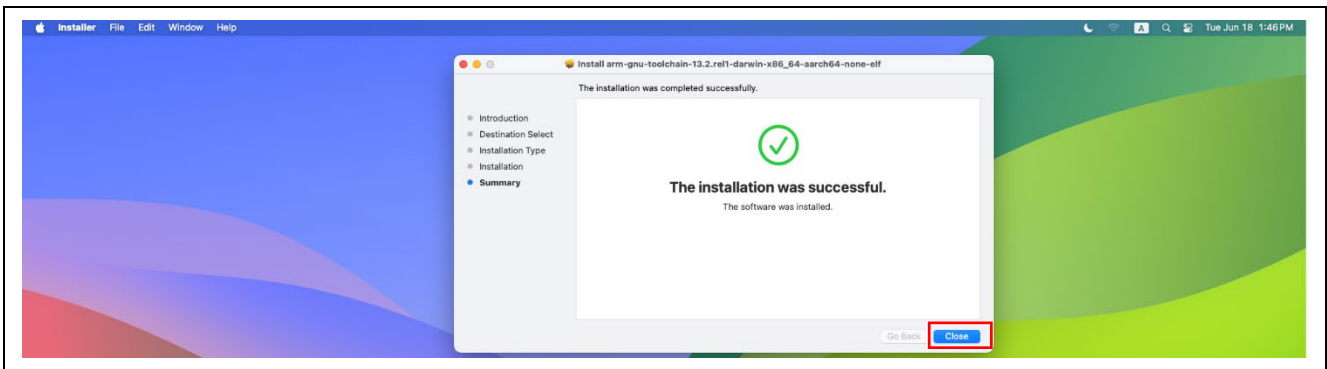 Installer File Edit Window Help
A Tue Jun 18 1:46 PM
Install arm-gnu-toolchain-13.2.rel1-darwin-x86_64-aarch64-none-elf
The installation was completed successfully.
Introduction
Destination Select
Installation Type
Installation
Summary
The installation was successful.
The software was installed.
Go Back Close